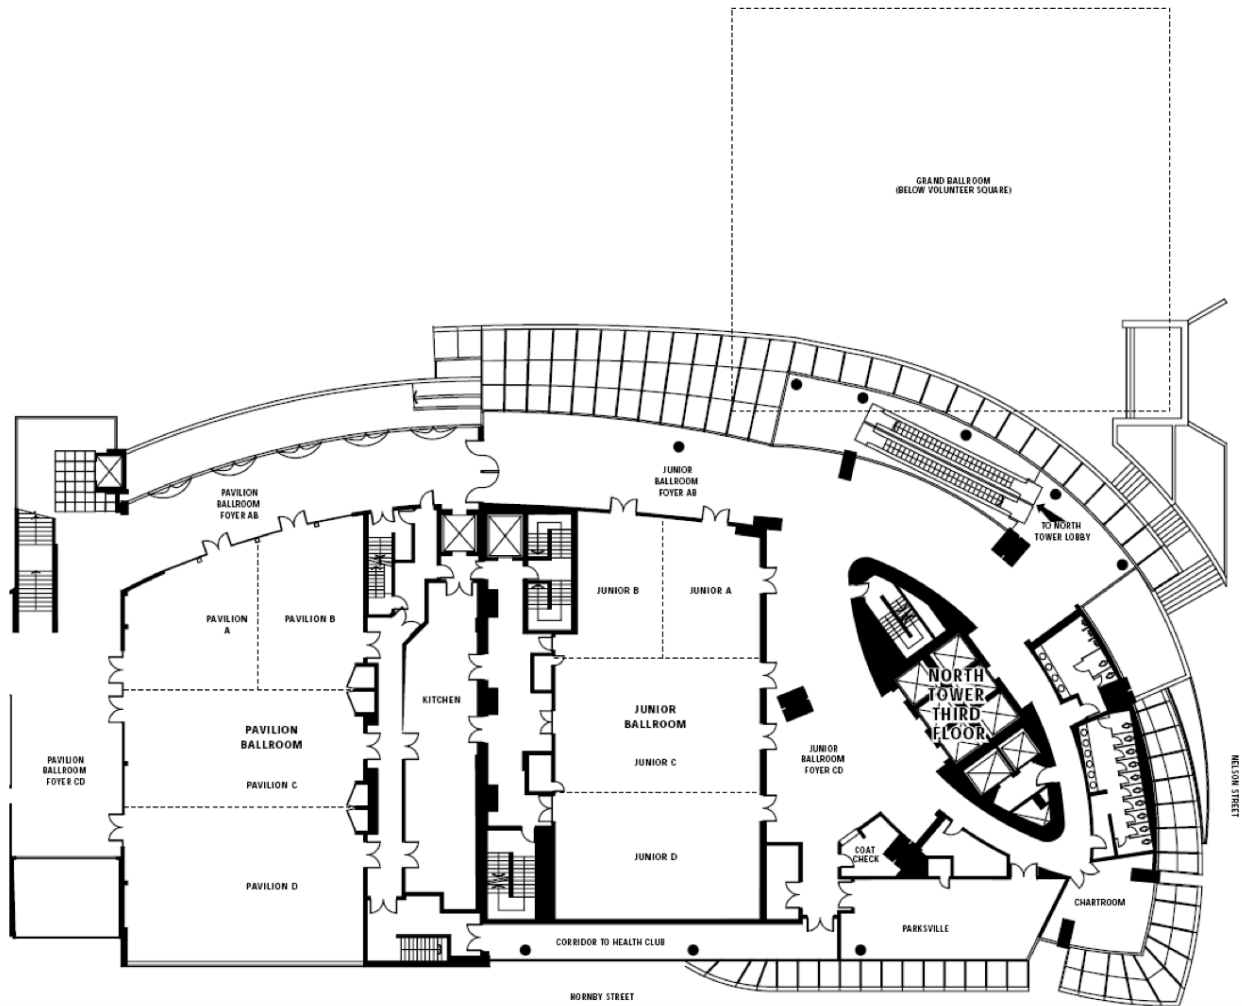 GRAND BALLROOM
(BELOW VOLUNTEER SQUARE)
JUNIOR
BALLROOM
FOYER AB
PAVILION
BALLROOM
FOYER AB
TO NORTH
TOWER LOBBY
PAVILION
A
PAVILION B
JUNIOR B
JUNIOR A
KITCHEN
NORTH
TOWER
THIRD
FLOOR
JUNIOR
BALLROOM
PAVILION
BALLROOM
PAVILION
BALLROOM
FOYER CD
JUNIOR C
JUNIOR
BALLROOM
FOYER CD
PAVILION C
NELSON STREET
COAT
CHECK
JUNIOR D
PAVILION D
CHARTROOM
PARKSVILLE
CORRIDOR TO HEALTH CLUB
HORNBY STREET